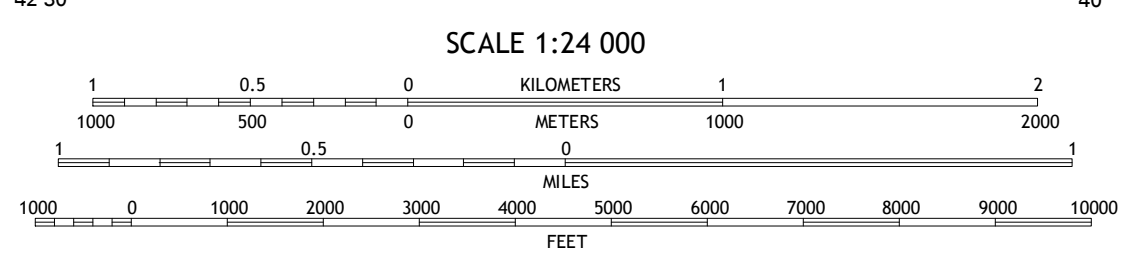 42'30"
40'
SCALE 1:24 000
1 0.5 0 KILOMETERS 1 2
1000 500 0 METERS 1000 2000
1 0.5 0 1
MILES
1000 0 1000 2000 3000 4000 5000 6000 7000 8000 9000 10000
FEET